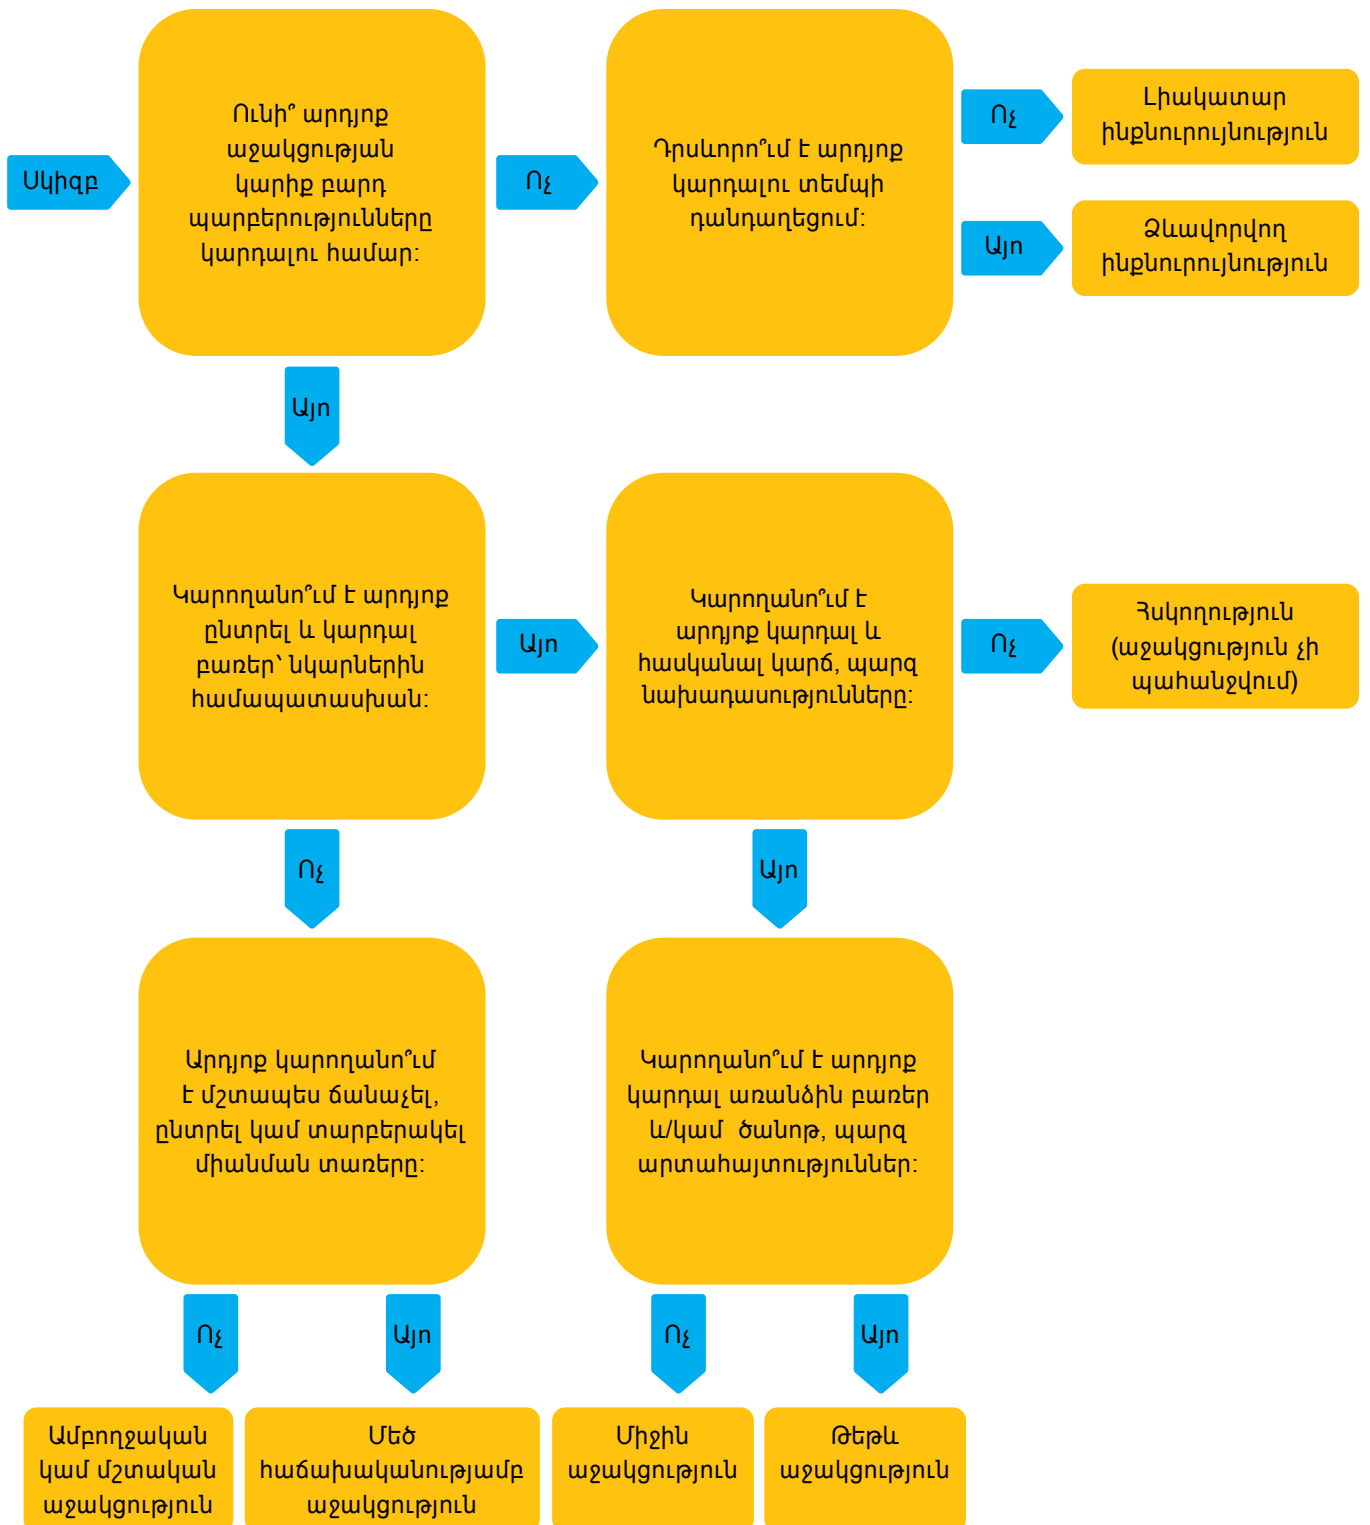 Սկիզբ
Ունի՞ արդյոք
աջակցության
կարիք բարդ
պարբերությունները
կարդալու համար:
Ոչ
Դրսևորո՞ւմ է արդյոք
կարդալու տեմպի
դանդաղեցում:
Ոչ
Լիակատար
ինքնուրույնություն
Այո
Ձևավորվող
ինքնուրույնություն
Այո
Կարողանո՞ւմ է արդյոք
ընտրել և կարդալ
բառեր՝ նկարներին
համապատասխան:
Այո
Կարողանո՞ւմ է
արդյոք կարդալ և
հասկանալ կարճ, պարզ
նախադասությունները:
Ոչ
Հսկողություն
(աջակցություն չի
պահանջվում)
Ոչ
Այո
Արդյոք կարողանո՞ւմ
է մշտապես ճանաչել,
ընտրել կամ տարբերակել
միանման տառերը:
Կարողանո՞ւմ է արդյոք
կարդալ առանձին բառեր
և/կամ  ծանոթ, պարզ
արտահայտություններ:
Ոչ
Այո
Ոչ
Այո
Ամբողջական
կամ մշտական
աջակցություն
Մեծ
հաճախականությամբ
աջակցություն
Միջին
աջակցություն
Թեթև
աջակցություն